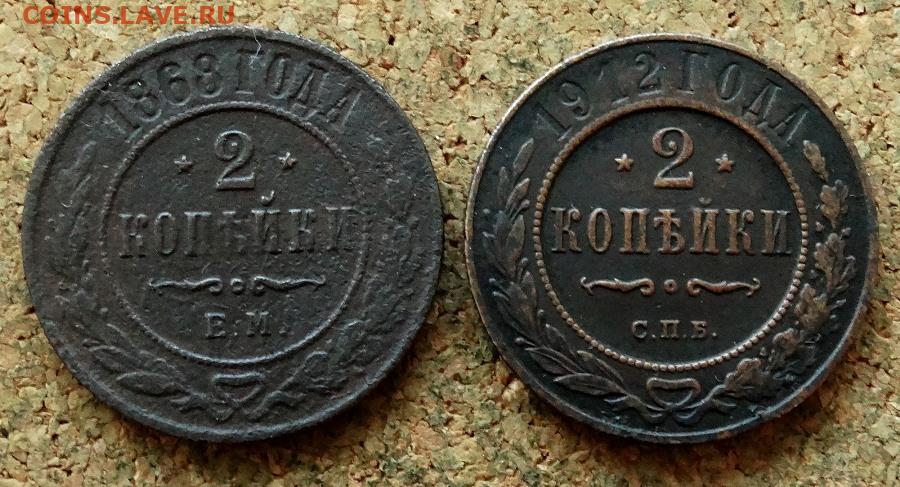 COINS.LAVE.RU
1868 ГОДА
2
КОПѢЙКИ
Е.М.
1912 ГОДА
2
КОПѢЙКИ
С.П.Б.